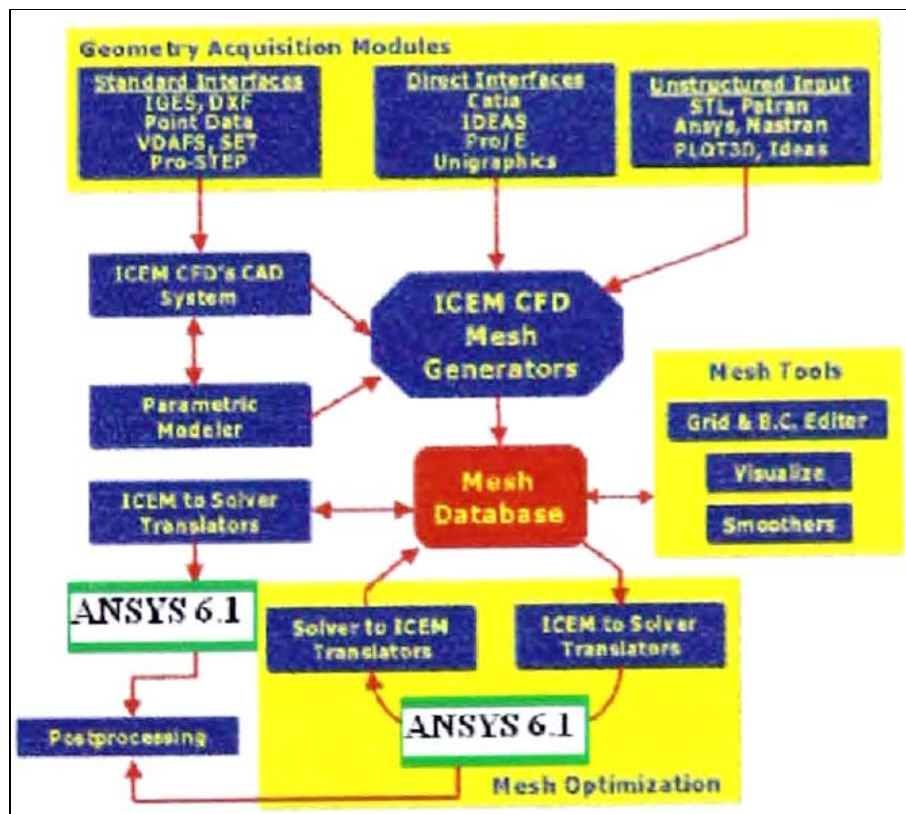 Geometry Acquisition Modules
Standard Interfaces
IGES, DXF
Point Data
VDAFS, SET
Pro-STEP
Direct Interfaces
Catia
IDEAS
Pro/E
Unigraphics
Unstructured Input
STL, Patran
Ansys, Nastran
PLOT3D, Ideas
ICEM CFD's CAD
System
ICEM CFD
Mesh
Generators
Parametric
Modeler
Mesh Tools
Grid & B.C. Editer
Visualize
Smoothers
Mesh
Database
ICEM to Solver
Translators
ANSYS 6.1
Solver to ICEM
Translators
ICEM to Solver
Translators
ANSYS 6.1
Postprocessing
Mesh Optimization